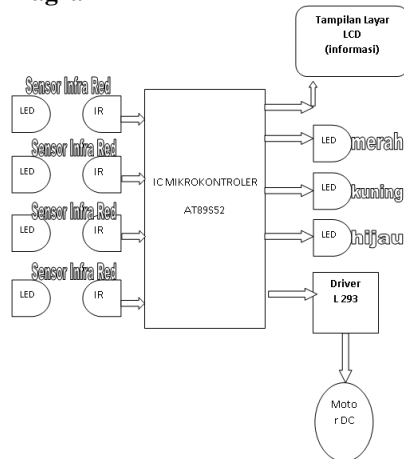 Tampilan Layar
LCD
(informasi)
Sensor Infra Red
LED
IR
Sensor Infra Red
LED
IR
Sensor Infra Red
LED
IR
Sensor Infra Red
LED
IR
IC MIKROKONTROLER
AT89S52
LED
merah
LED
kuning
LED
hijau
Driver
L 293
Moto
r DC